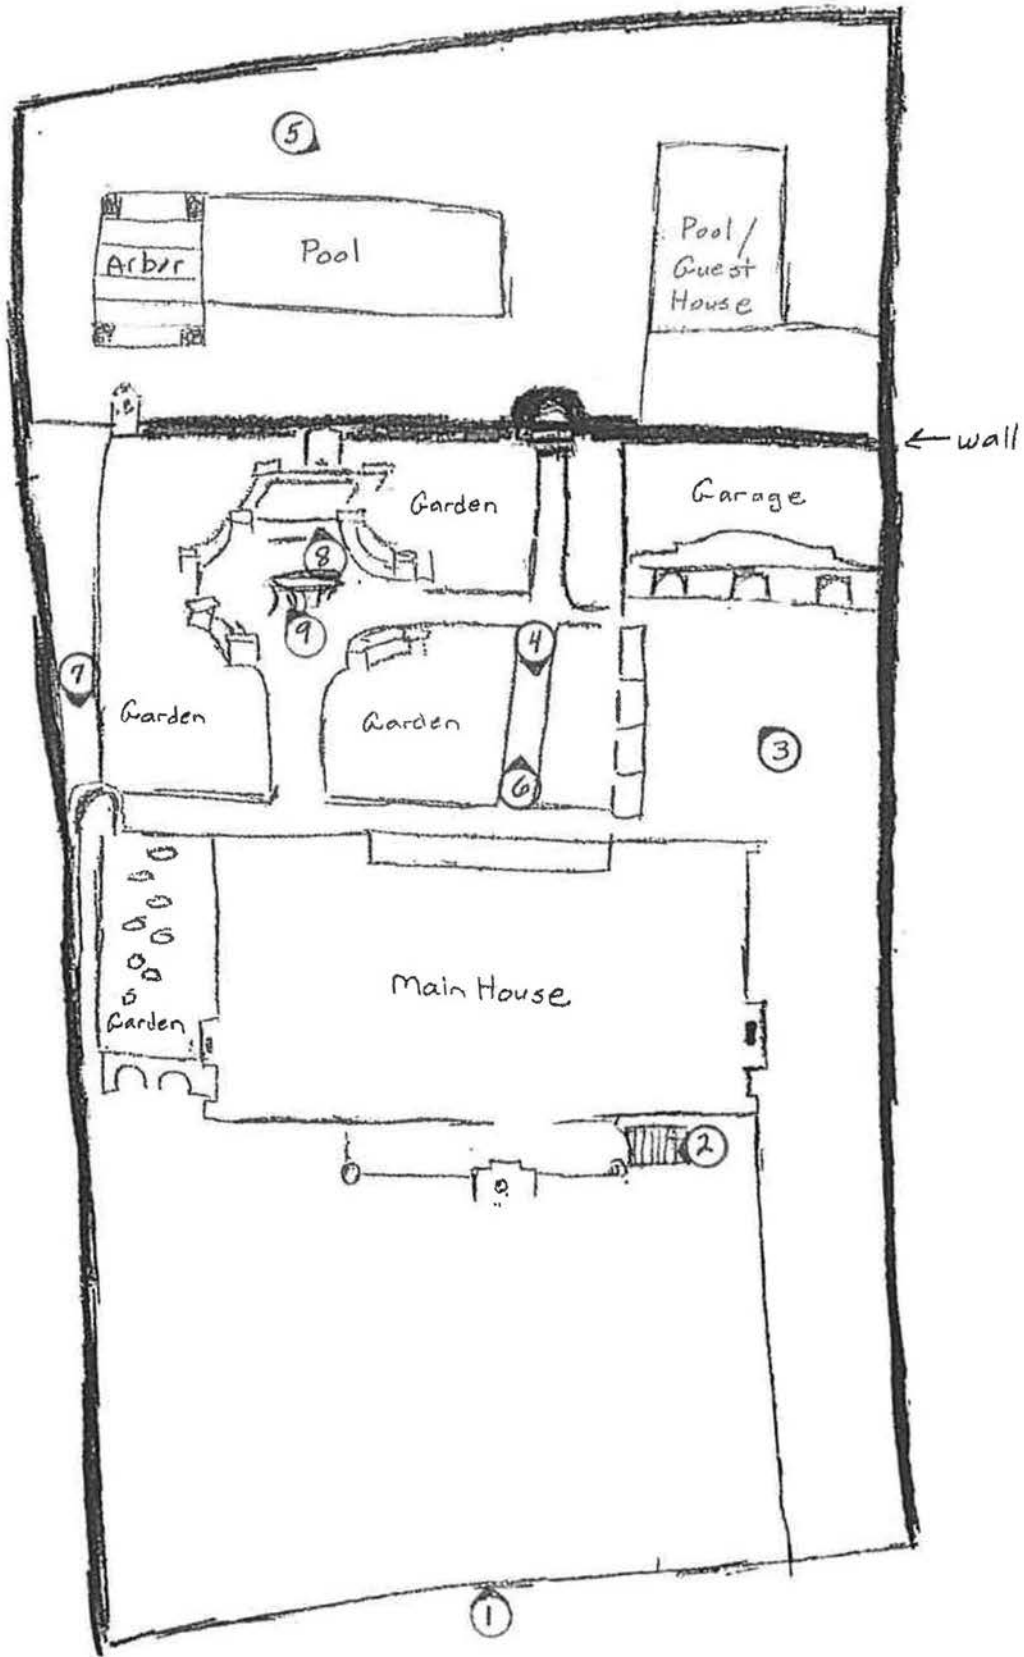 5
Arbor
Pool
Pool /
Guest
House
wall
Garden
Garage
8
9
4
7
Garden
Garden
3
6
Main House
Garden
2
1